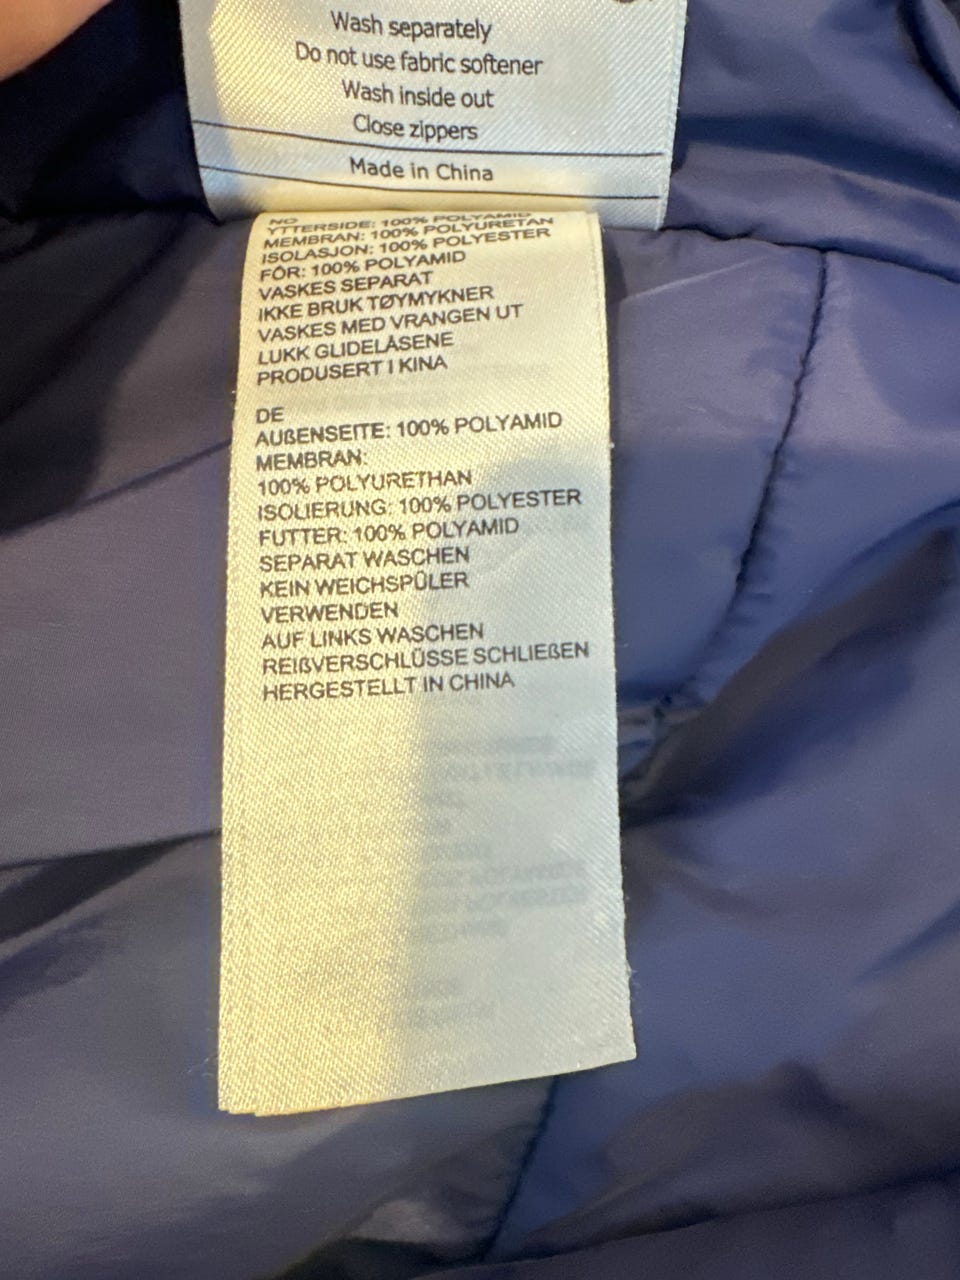 Wash separately
Do not use fabric softener
Wash inside out
Close zippers
Made in China
NO
YTTERSIDE: 100% POLYAMID
MEMBRAN: 100% POLYURETAN
ISOLASJON: 100% POLYESTER
FÖR: 100% POLYAMID
VASKES SEPARAT
IKKE BRUK TØYMYKNER
VASKES MED VRANGEN UT
LUKK GLIDELÅSENE
PRODUSERT I KINA
DE
AUßENSEITE: 100% POLYAMID
MEMBRAN:
100% POLYURETHAN
ISOLIERUNG: 100% POLYESTER
FUTTER: 100% POLYAMID
SEPARAT WASCHEN
KEIN WEICHSPÜLER
VERWENDEN
AUF LINKS WASCHEN
REIßVERSCHLÜSSE SCHLIEßEN
HERGESTELLT IN CHINA